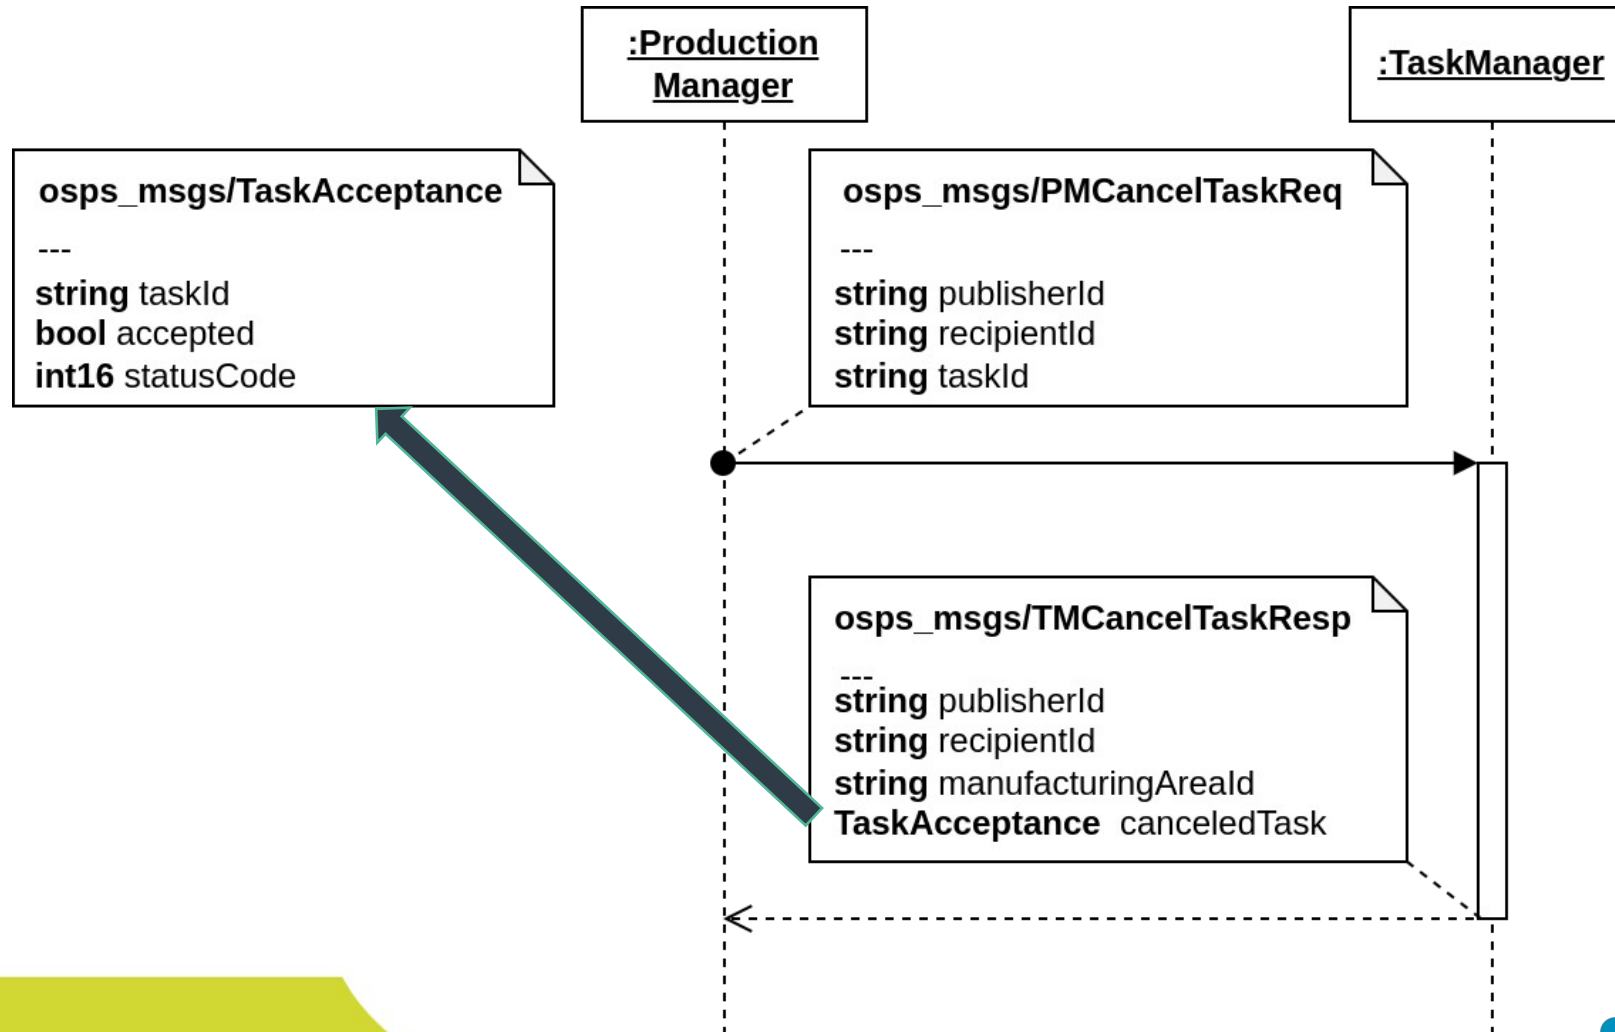 :Production
Manager
:TaskManager
osps_msgs/TaskAcceptance
---
string taskId
bool accepted
int16 statusCode
osps_msgs/PMCancelTaskReq
---
string publisherId
string recipientId
string taskId
osps_msgs/TMCancelTaskResp
---
string publisherId
string recipientId
string manufacturingAreaId
TaskAcceptance canceledTask